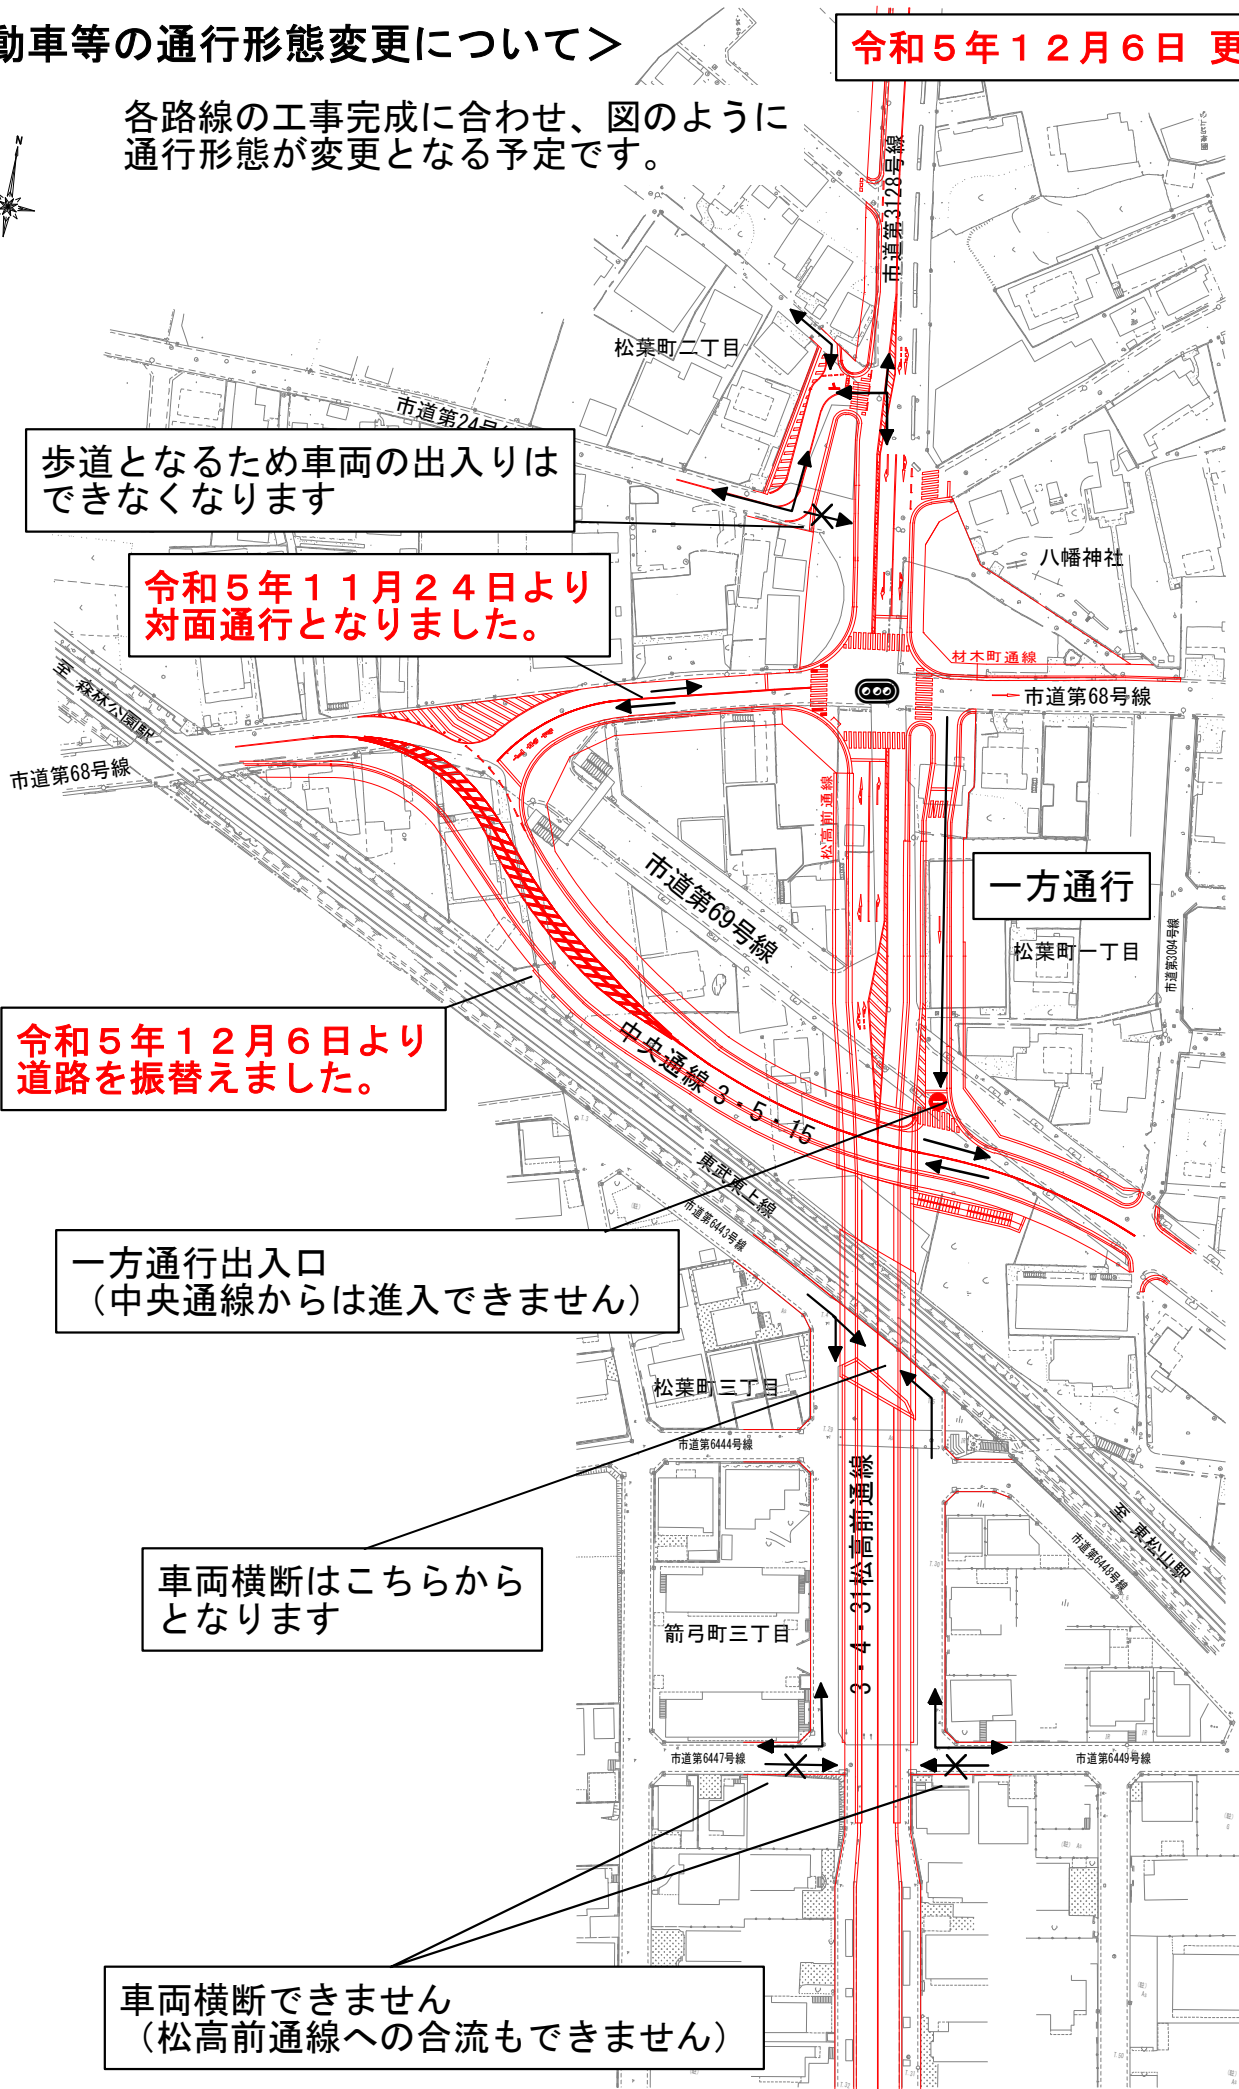 動車等の通行形態変更について＞
令和５年１２月６日 更
各路線の工事完成に合わせ、図のように
通行形態が変更となる予定です。
N
市道第3128号線
松葉町二丁目
市道第24号
歩道となるため車両の出入りは
できなくなります
八幡神社
令和５年１１月２４日より
対面通行となりました。
材木町通線
至 森林公園駅
市道第68号線
市道第68号線
松高前通線
市道第69号線
一方通行
松葉町一丁目
市道第3094号線
令和５年１２月６日より
道路を振替えました。
中央通線 3・5・15
東武東上線
市道第6443号線
一方通行出入口
（中央通線からは進入できません）
松葉町三丁目
市道第6444号線
3・4・31松高前通線
至 東松山駅
市道第6448号線
車両横断はこちらから
となります
箭弓町三丁目
市道第6447号線
市道第6449号線
車両横断できません
（松高前通線への合流もできません）